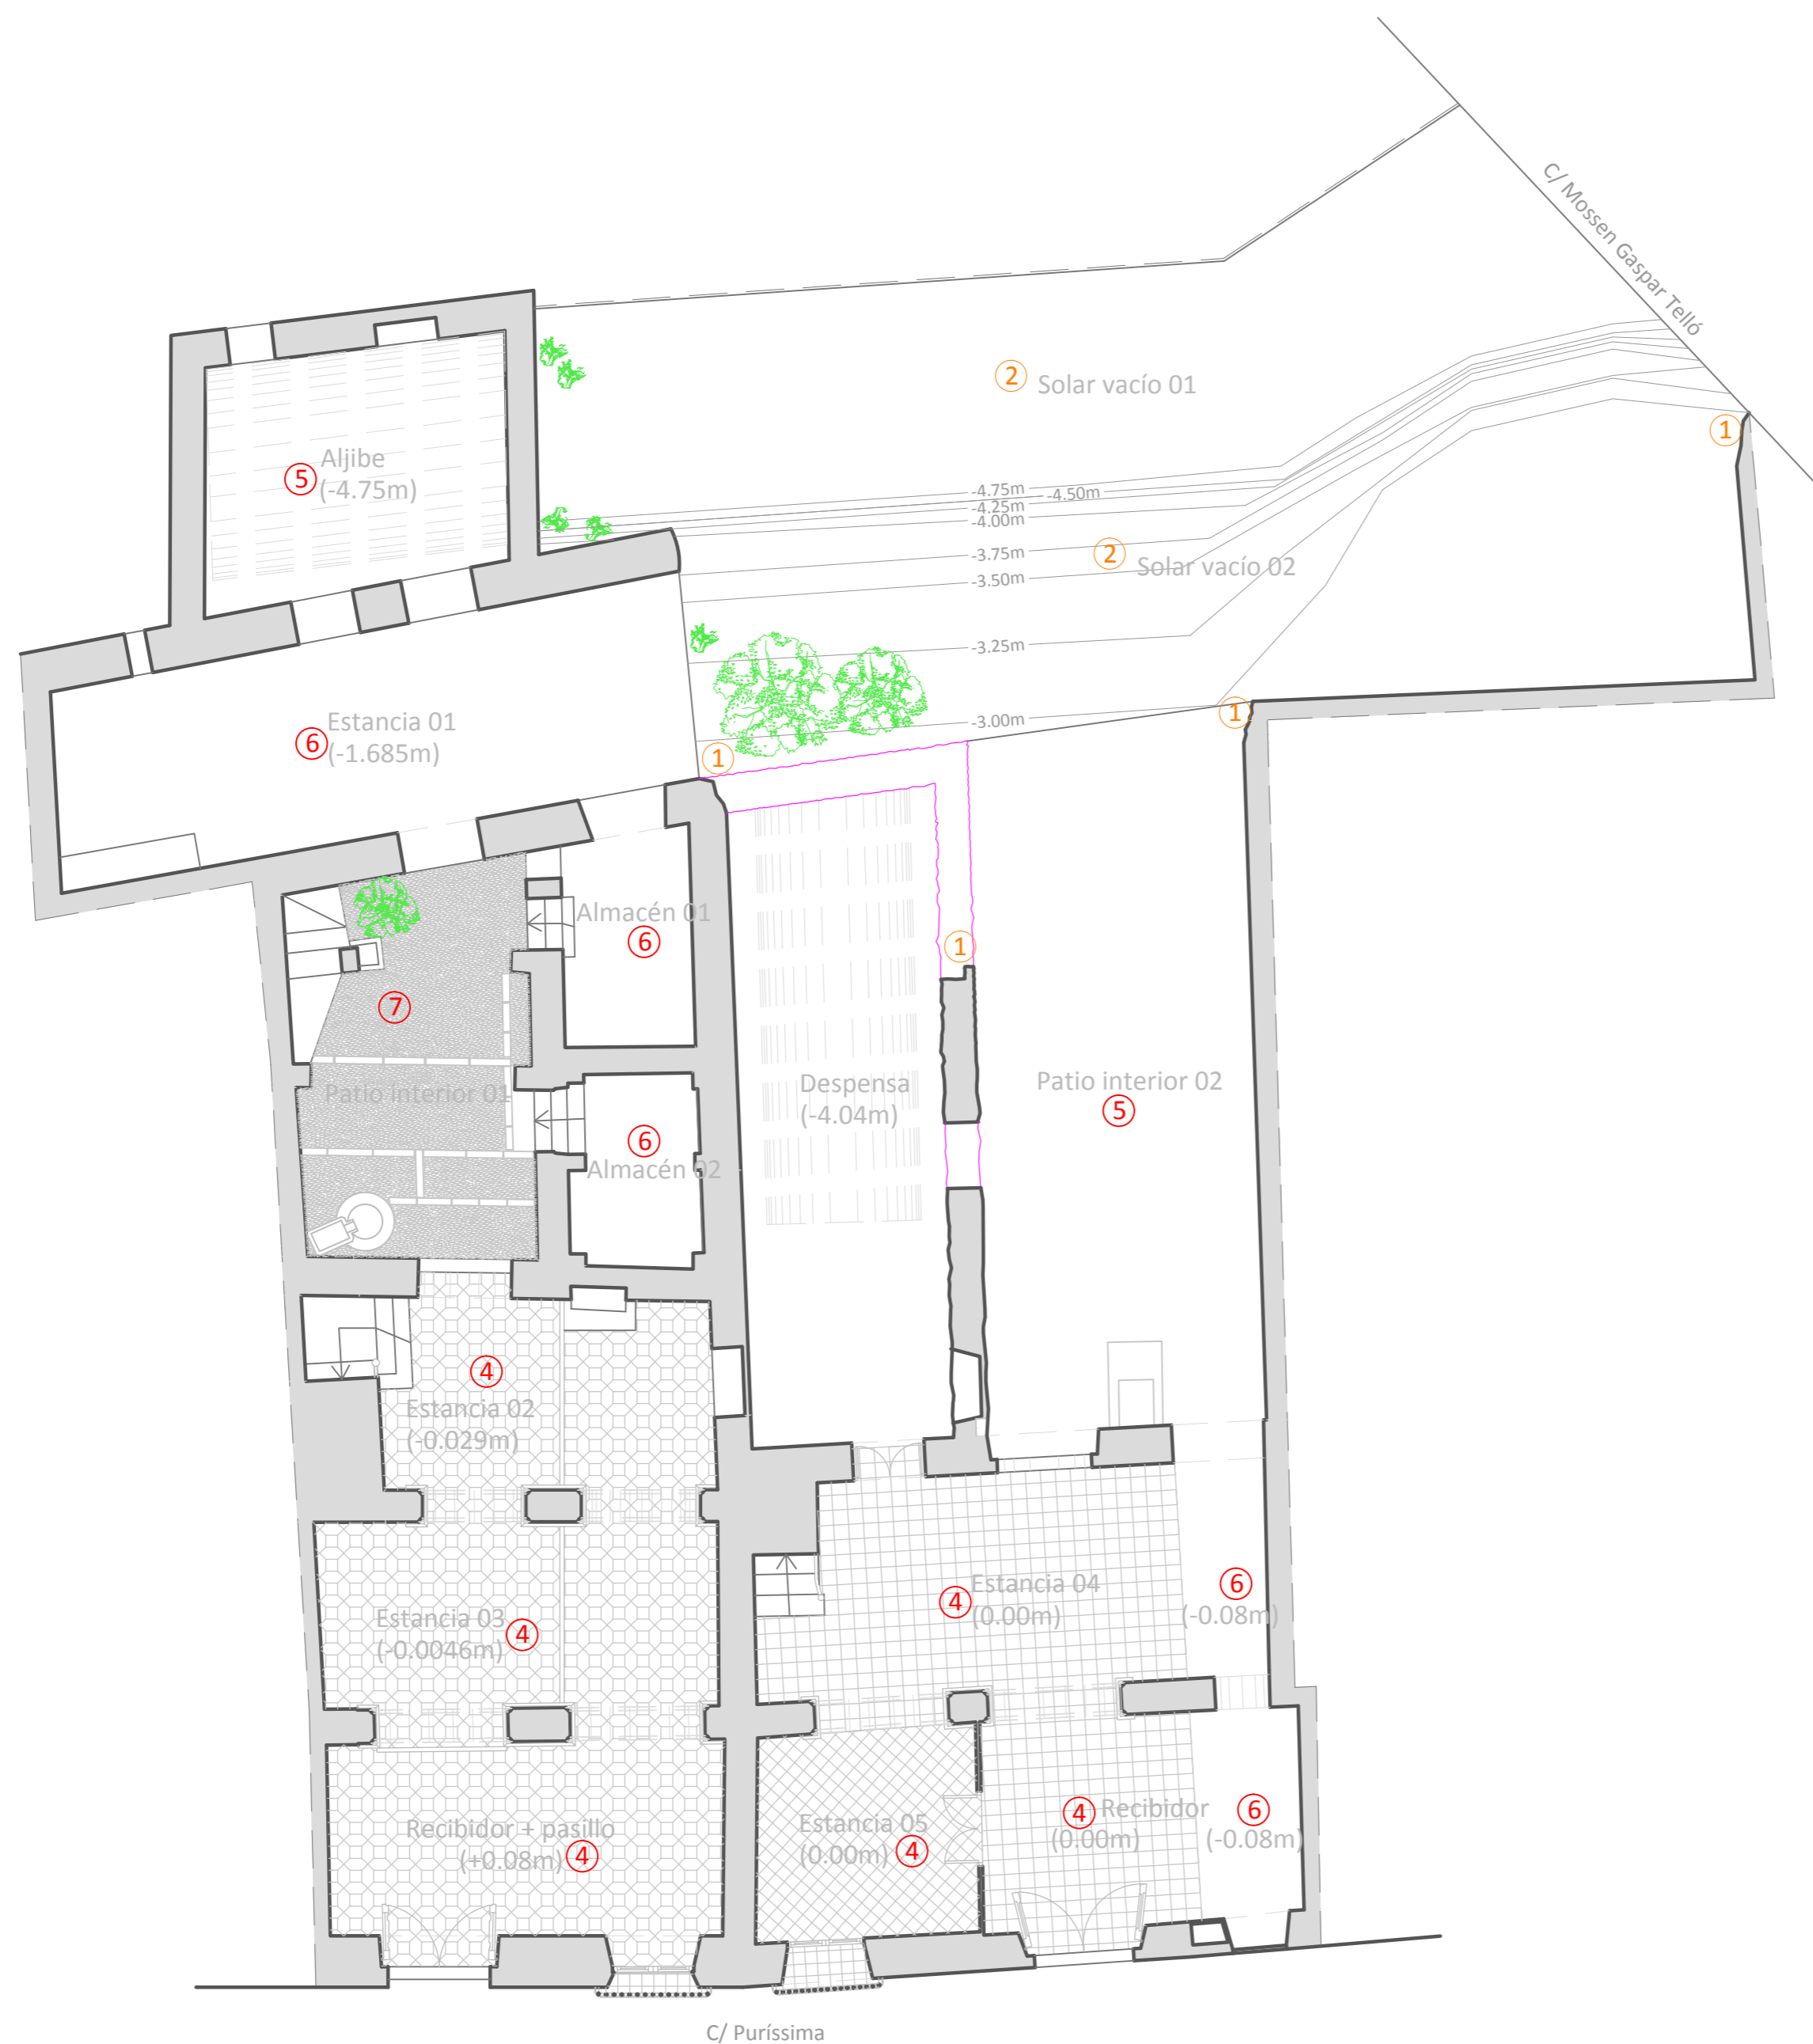 C/ Mossen Gaspar Telló
② Solar vacío 01
①
Aljibe
⑤ (-4.75m)
-4.75m
-4.50m
-4.25m
-4.00m
-3.75m
② Solar vacío 02
-3.50m
-3.25m
-3.00m
①
Estancia 01
⑥ (-1.685m)
①
Almacén 01
⑥
①
⑦
Patio interior 01
Despensa
(-4.04m)
Patio interior 02
⑤
⑥
Almacén 02
④
Estancia 02
(-0.029m)
Estancia 04
④ (0.00m)
⑥
(-0.08m)
Estancia 03
(-0.0046m) ④
Recibidor + pasillo
(+0.08m) ④
Estancia 05
(0.00m) ④
④ Recibidor
(0.00m)
⑥
(-0.08m)
C/ Puríssima